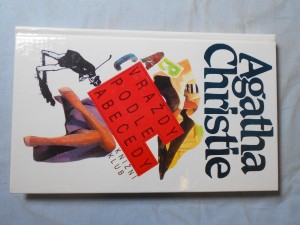 Agatha
Christie
VRAŽDY
PODLE
ABECEDY
KNIŽNÍ
KLUB